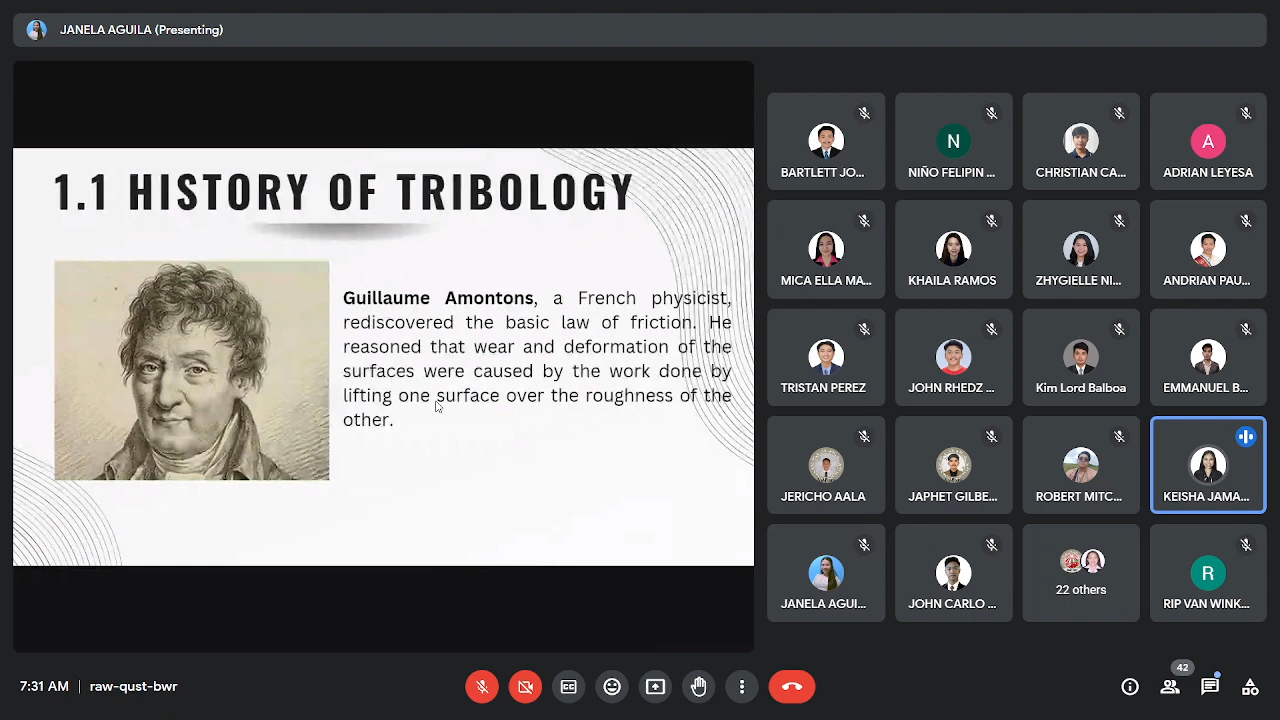 JANELA AGUILA (Presenting)
1.1 HISTORY OF TRIBOLOGY
Guillaume Amontons, a French physicist,
rediscovered the basic law of friction. He
reasoned that wear and deformation of the
surfaces were caused by the work done by
lifting one surface over the roughness of the
other.
BARTLETT JO...
N
NIÑO FELIPIN ...
CHRISTIAN CA...
A
ADRIAN LEYESA
MICA ELLA MA...
KHAILA RAMOS
ZHYGIELLE NI...
ANDRIAN PAU...
TRISTAN PEREZ
JOHN RHEDZ ...
Kim Lord Balboa
EMMANUEL B...
JERICHO AALA
JAPHET GILBE...
ROBERT MITC...
KEISHA JAMA...
JANELA AGUI...
JOHN CARLO ...
22 others
R
RIP VAN WINK...
7:31 AM | raw-qust-bwr
CC
42